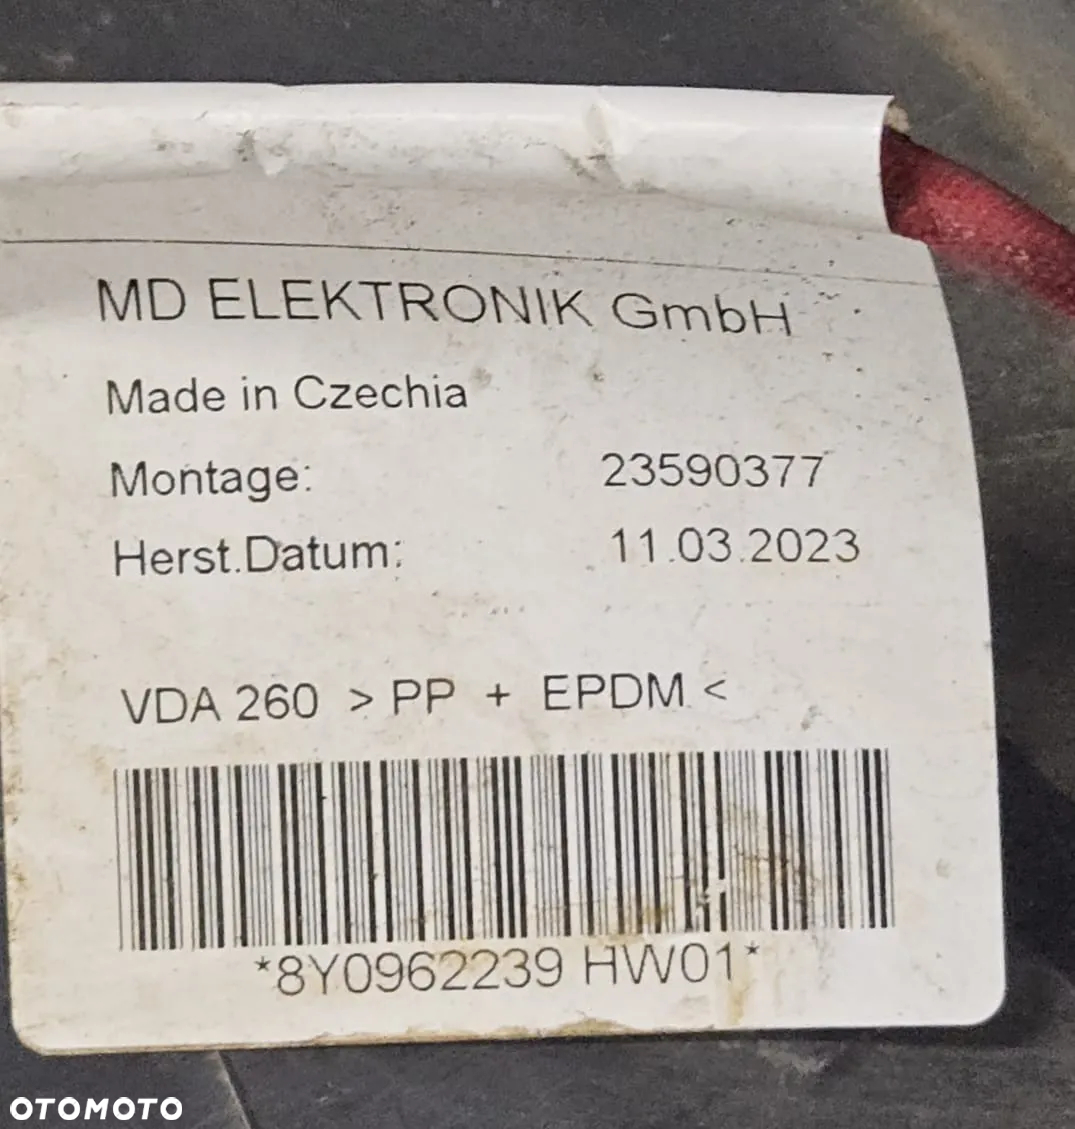 MD ELEKTRONIK GmbH
Made in Czechia
Montage: 23590377
Herst.Datum: 11.03.2023
VDA 260 > PP + EPDM <
*8Y0962239 HW01*
OTOMOTO